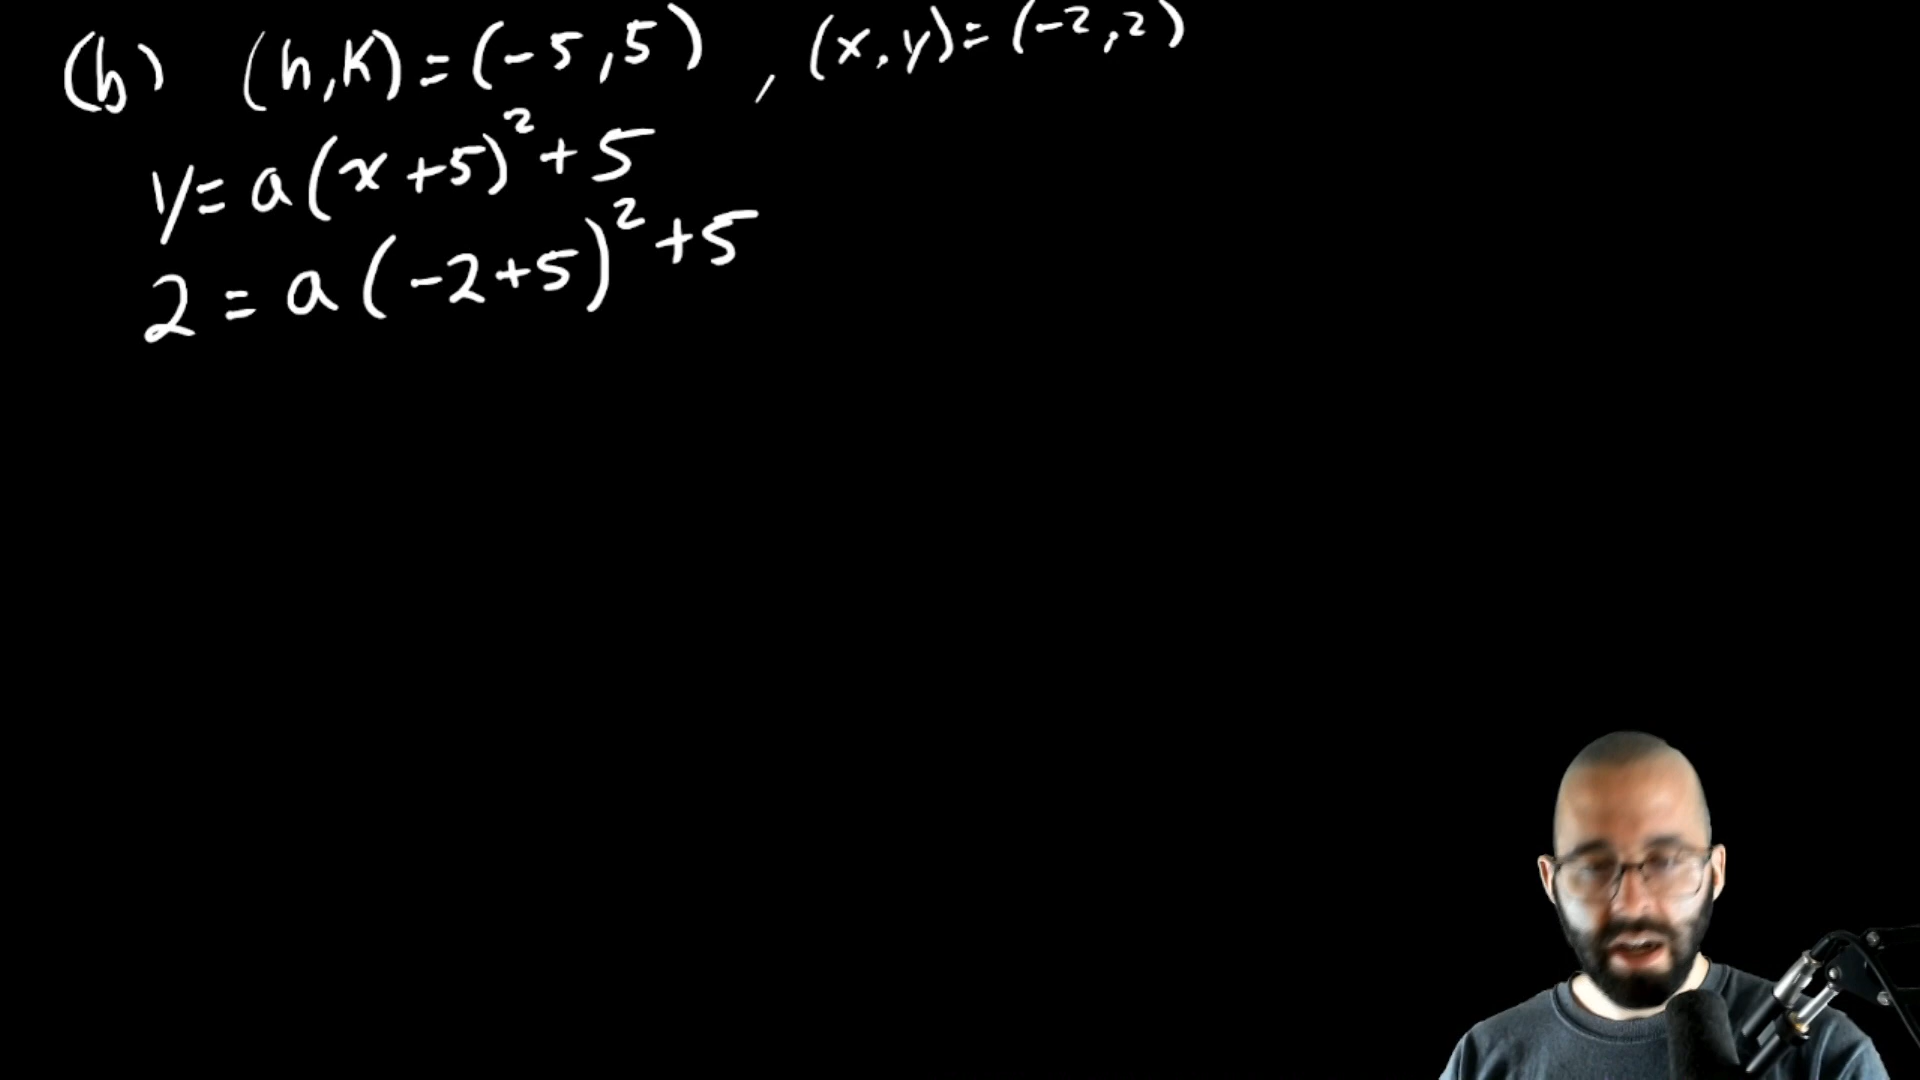 (b) (h,k) = (-5,5) , (x,y) = (-2,2)
y = a(x+5)² + 5
2 = a(-2+5)² + 5